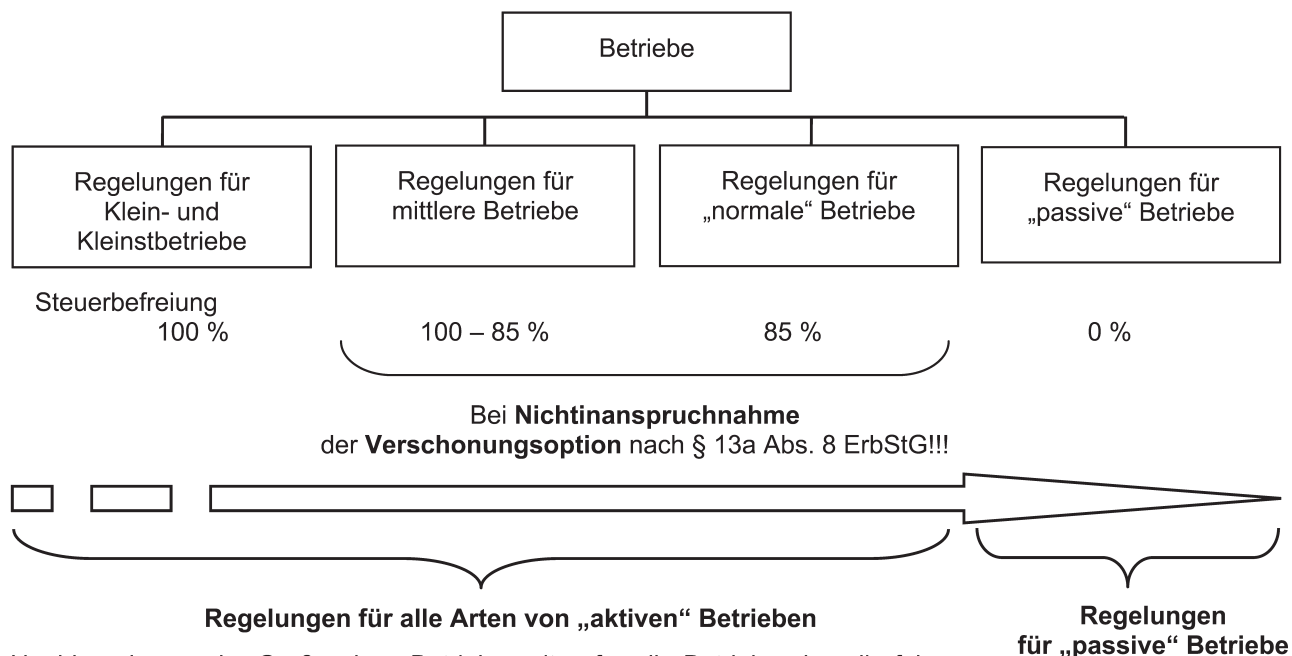 Betriebe
Regelungen für
Klein- und
Kleinstbetriebe
Regelungen für
mittlere Betriebe
Regelungen für
„normale“ Betriebe
Regelungen für
„passive“ Betriebe
Steuerbefreiung
100 %
100 – 85 %
85 %
0 %
Bei Nichtinanspruchnahme
der Verschonungsoption nach § 13a Abs. 8 ErbStG!!!
Regelungen für alle Arten von „aktiven“ Betrieben
Regelungen
für „passive“ Betriebe